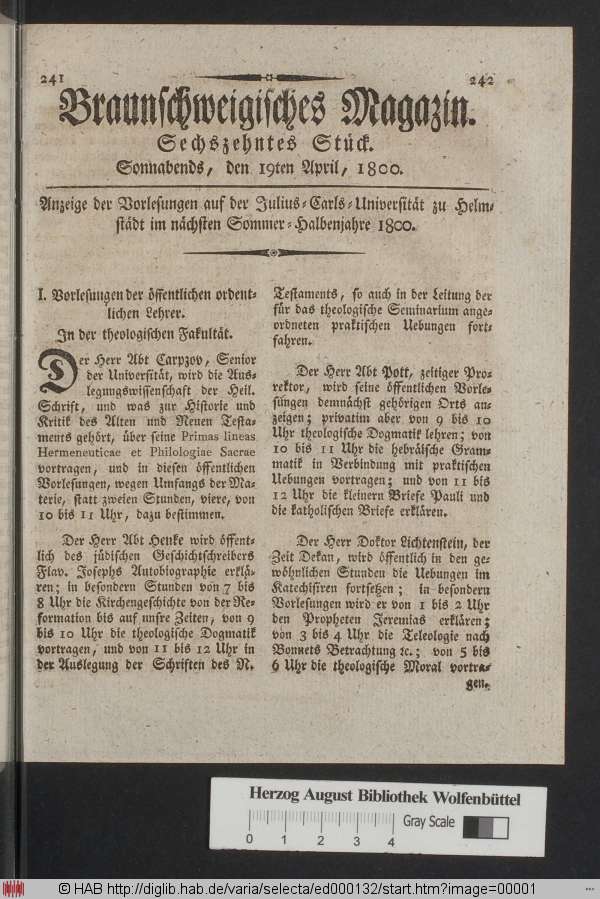 241
242
Braunschweigisches Magazin.
Sechszehntes Stück.
Sonnabends, den 19ten April, 1800.
Anzeige der Vorlesungen auf der Julius-Carls-Universität zu Helm-
städt im nächsten Sommer-Halbenjahre 1800.
I. Vorlesungen der öffentlichen ordent-
lichen Lehrer.
In der theologischen Fakultät.
Der Herr Abt Carpzov, Senior
der Universität, wird die Aus-
legungswissenschaft der Heil.
Schrift, und was zur Historie und
Kritik des Alten und Neuen Testa-
ments gehört, über seine Primas lineas
Hermeneuticae et Philologiae Sacrae
vortragen, und in diesen öffentlichen
Vorlesungen, wegen Umfangs der Ma-
terie, statt zweien Stunden, viere, von
10 bis 11 Uhr, dazu bestimmen.
Der Herr Abt Henke wird öffent-
lich des jüdischen Geschichtschreibers
Flav. Josephs Autobiographie erklä-
ren; in besondern Stunden von 7 bis
8 Uhr die Kirchengeschichte von der Re-
formation bis auf unsre Zeiten, von 9
bis 10 Uhr die theologische Dogmatik
vortragen, und von 11 bis 12 Uhr in
der Auslegung der Schriften des N.
Testaments, so auch in der Leitung der
für das theologische Seminarium ange-
ordneten praktischen Uebungen fort-
fahren.
Der Herr Abt Pott, zeitiger Pro-
rektor, wird seine öffentlichen Vorle-
sungen demnächst gehörigen Orts an-
zeigen; privatim aber von 9 bis 10
Uhr theologische Dogmatik lehren; von
10 bis 11 Uhr die hebräische Gram-
matik in Verbindung mit praktischen
Uebungen vortragen; und von 11 bis
12 Uhr die kleinern Briefe Pauli und
die katholischen Briefe erklären.
Der Herr Doktor Lichtenstein, der
Zeit Dekan, wird öffentlich in den ge-
wöhnlichen Stunden die Uebungen im
Katechisiren fortsetzen; in besondern
Vorlesungen wird er von 1 bis 2 Uhr
den Propheten Jeremias erklären;
von 3 bis 4 Uhr die Teleologie nach
Bonnets Betrachtung ꝛc.; von 5 bis
6 Uhr die theologische Moral vortra-
gen.
Herzog August Bibliothek Wolfenbüttel
Gray Scale
0 1 2 3 4
© HAB http://diglib.hab.de/varia/selecta/ed000132/start.htm?image=00001